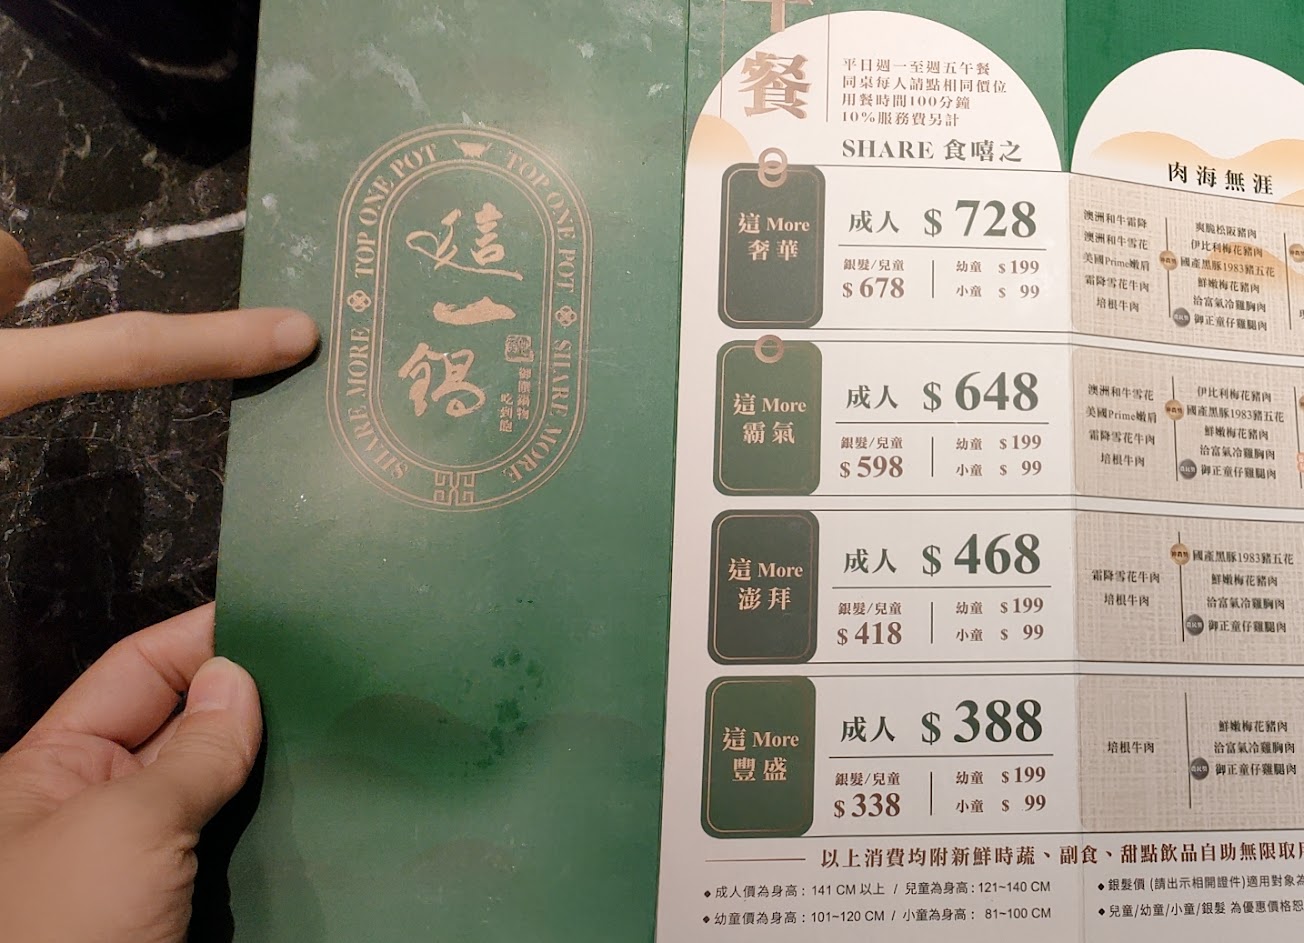 TOP ONE POT
TOP ONE POT
SHARE MORE
SHARE MORE
這一鍋
御膳鍋物
吃到飽
餐
平日週一至週五午餐
同桌每人請點相同價位
用餐時間100分鐘
10%服務費另計
SHARE 食嘻之
肉海無涯
這 More
奢華
成人 $728
銀髮/兒童
$678
幼童 $199
小童 $ 99
澳洲和牛霜降
澳洲和牛雪花
美國Prime嫩肩
霜降雪花牛肉
培根牛肉
爽脆松阪豬肉
伊比利梅花豬肉
國產黑豚1983豬五花
鮮嫩梅花豬肉
洽富氣冷雞胸肉
御正童仔雞腿肉
這 More
霸氣
成人 $648
銀髮/兒童
$598
幼童 $199
小童 $ 99
澳洲和牛雪花
美國Prime嫩肩
霜降雪花牛肉
培根牛肉
伊比利梅花豬肉
國產黑豚1983豬五花
鮮嫩梅花豬肉
洽富氣冷雞胸肉
御正童仔雞腿肉
這 More
澎拜
成人 $468
銀髮/兒童
$418
幼童 $199
小童 $ 99
霜降雪花牛肉
培根牛肉
國產黑豚1983豬五花
鮮嫩梅花豬肉
洽富氣冷雞胸肉
御正童仔雞腿肉
這 More
豐盛
成人 $388
銀髮/兒童
$338
幼童 $199
小童 $ 99
培根牛肉
鮮嫩梅花豬肉
洽富氣冷雞胸肉
御正童仔雞腿肉
以上消費均附新鮮時蔬、副食、甜點飲品自助無限取用
成人價為身高：141 CM 以上 / 兒童為身高：121~140 CM
幼童價為身高：101~120 CM / 小童為身高： 81~100 CM
銀髮價 (請出示相關證件)適用對象為
兒童/幼童/小童/銀髮 為優惠價格恕